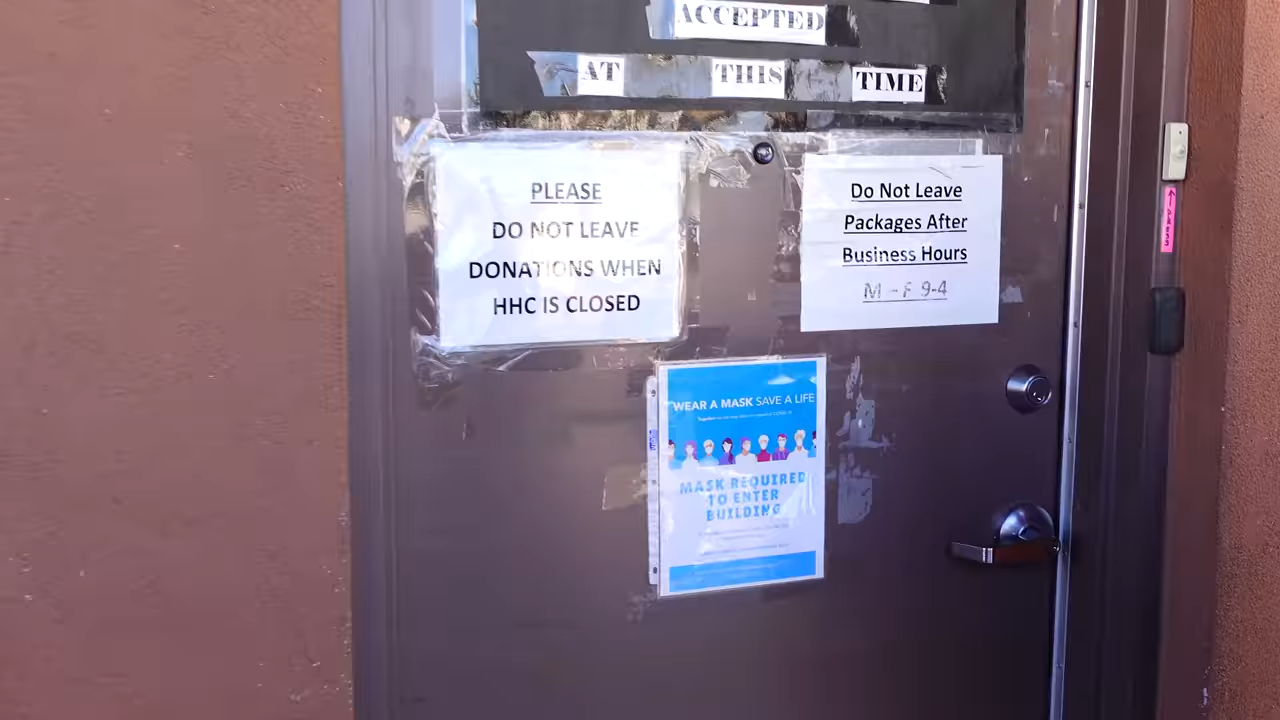 ACCEPTED
AT THIS TIME
PLEASE
DO NOT LEAVE
DONATIONS WHEN
HHC IS CLOSED
Do Not Leave
Packages After
Business Hours
M - F 9-4
WEAR A MASK SAVE A LIFE
MASK REQUIRED
TO ENTER
BUILDING